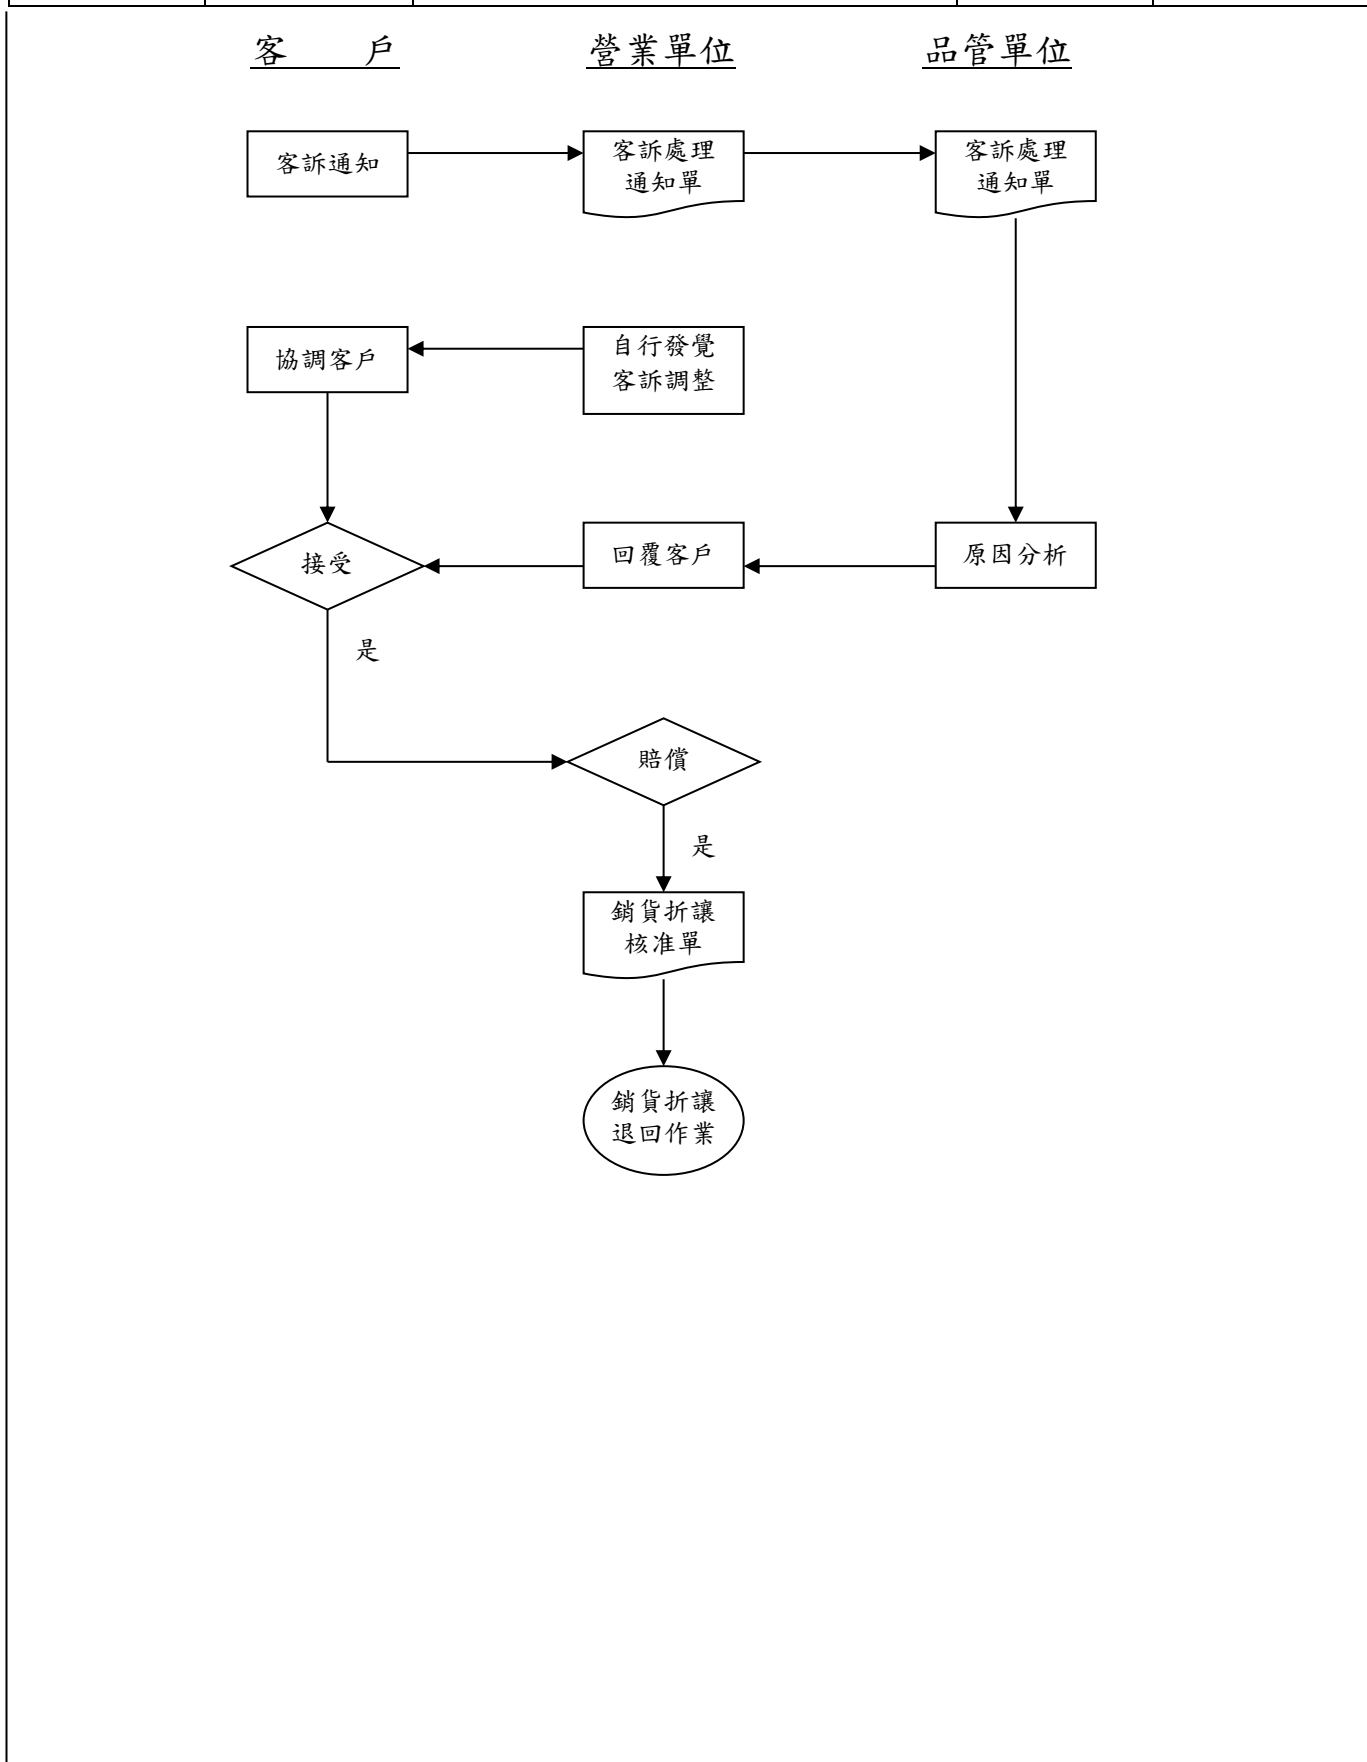 客　　戶
營業單位
品管單位
客訴通知
客訴處理
通知單
客訴處理
通知單
協調客戶
自行發覺
客訴調整
接受
回覆客戶
原因分析
是
賠償
是
銷貨折讓
核准單
銷貨折讓
退回作業